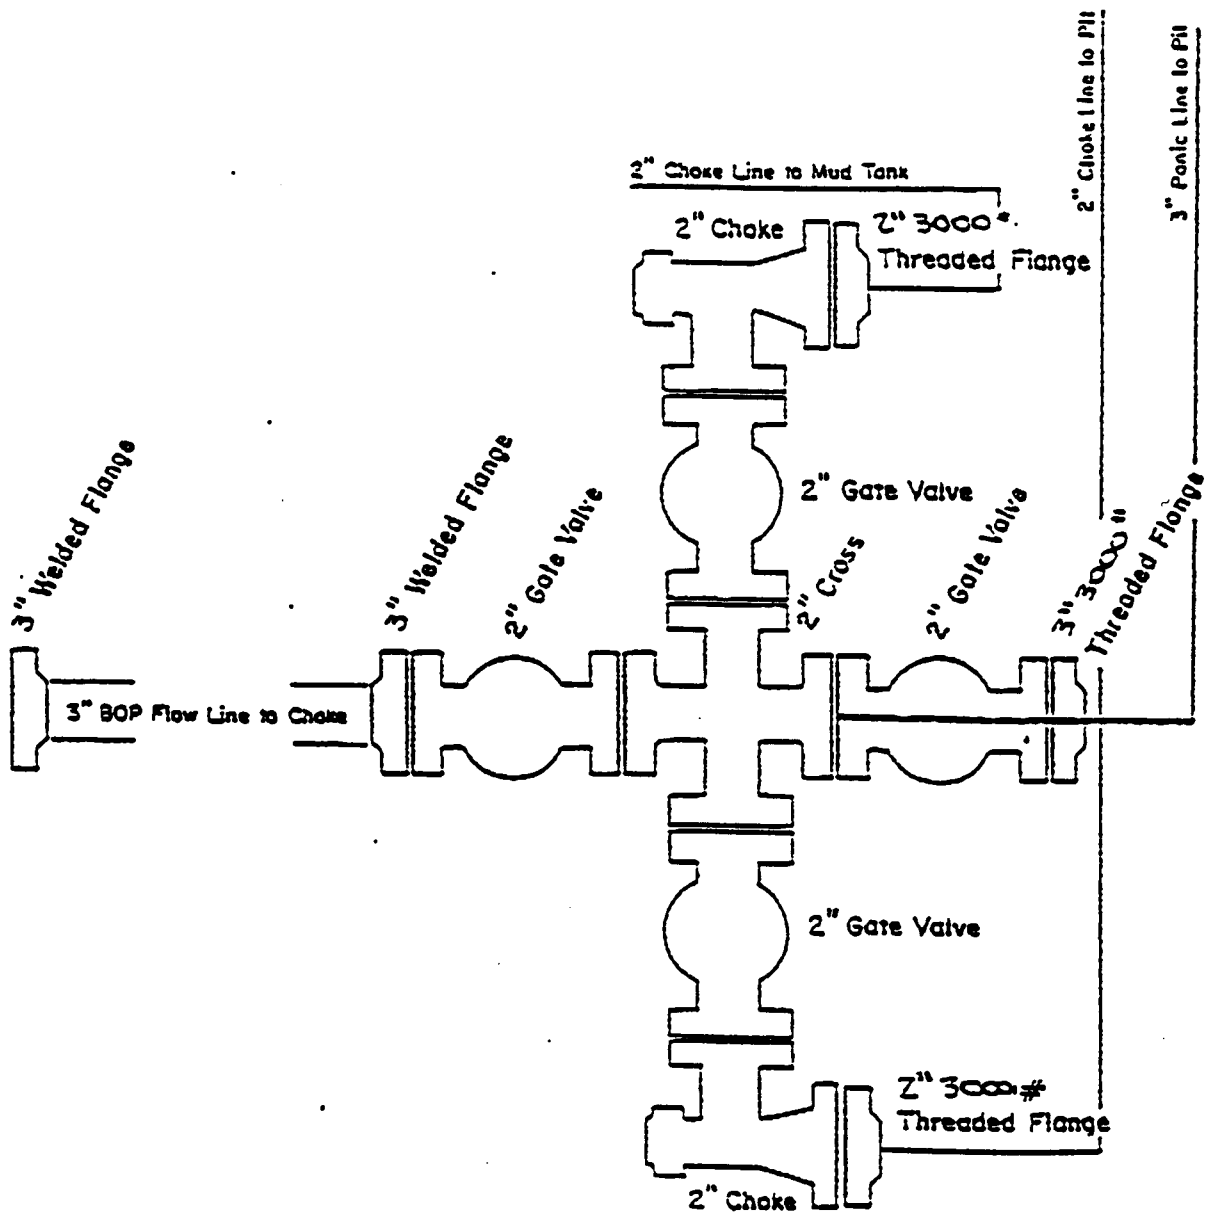 2" Choke Line to Pit
3" Panic Line to Pit
2" Choke Line to Mud Tank
2" Choke
2" 3000#
Threaded Flange
3" Welded Flange
3" Welded Flange
2" Gate Valve
2" Gate Valve
2" Cross
2" Gate Valve
3" 3000#
Threaded Flange
3" BOP Flow Line to Choke
2" Gate Valve
2" 3000#
Threaded Flange
2" Choke